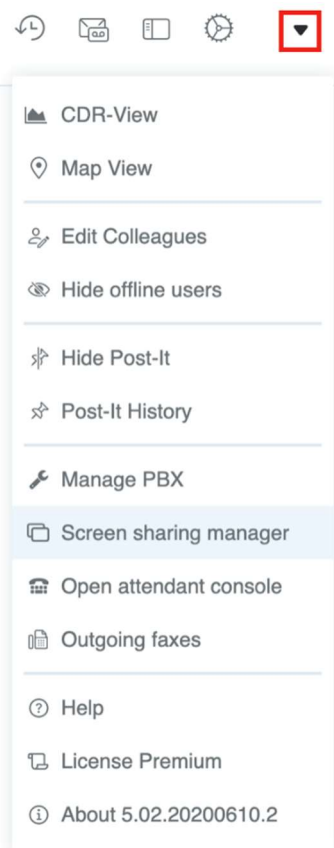 CDR-View
Map View
Edit Colleagues
Hide offline users
Hide Post-It
Post-It History
Manage PBX
Screen sharing manager
Open attendant console
Outgoing faxes
Help
License Premium
About 5.02.20200610.2